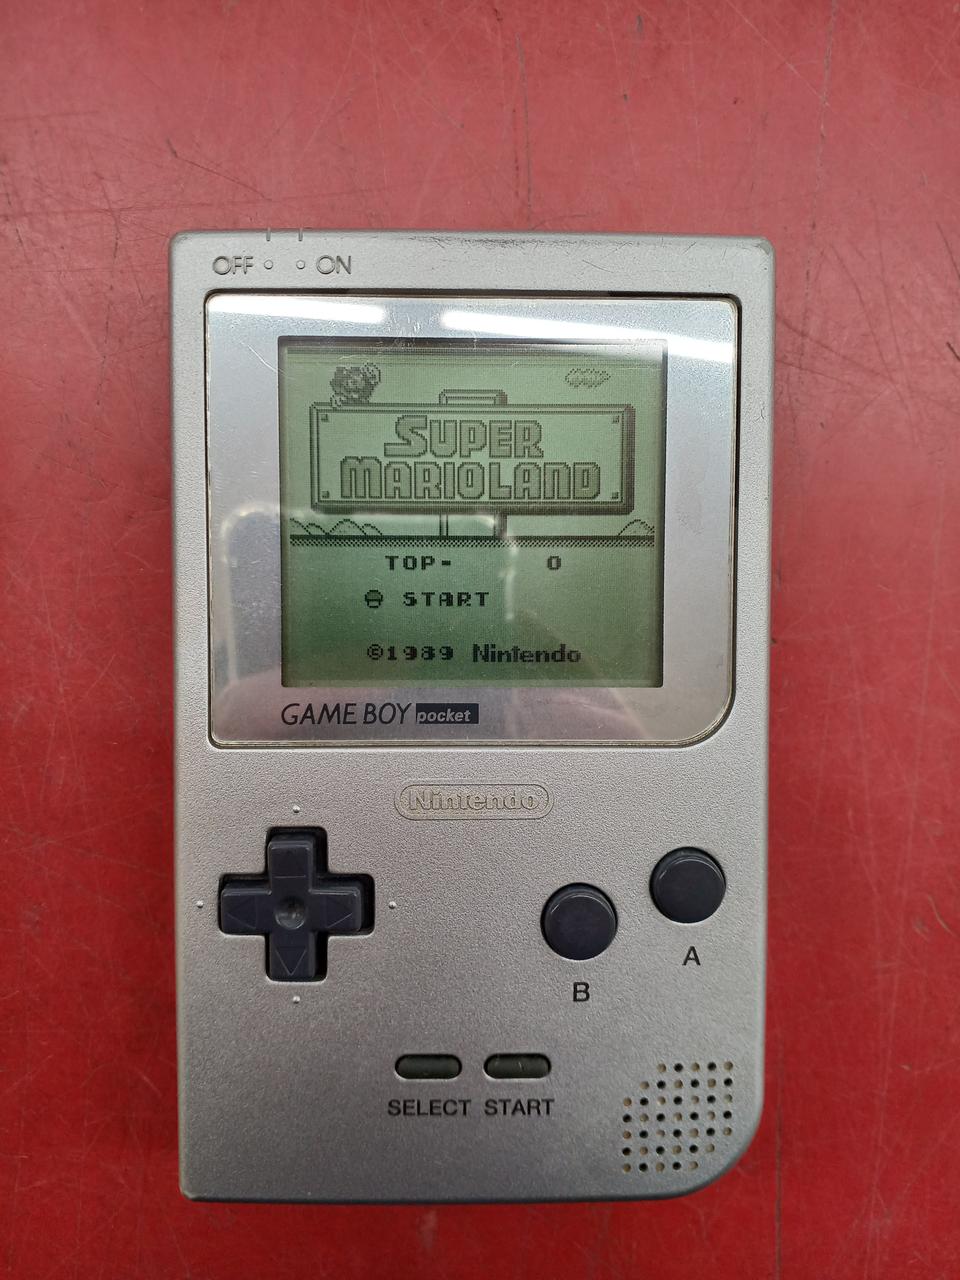 OFF ON
SUPER
MARIOLAND
TOP- 0
START
©1989 Nintendo
GAME BOY pocket
Nintendo
A
B
SELECT START